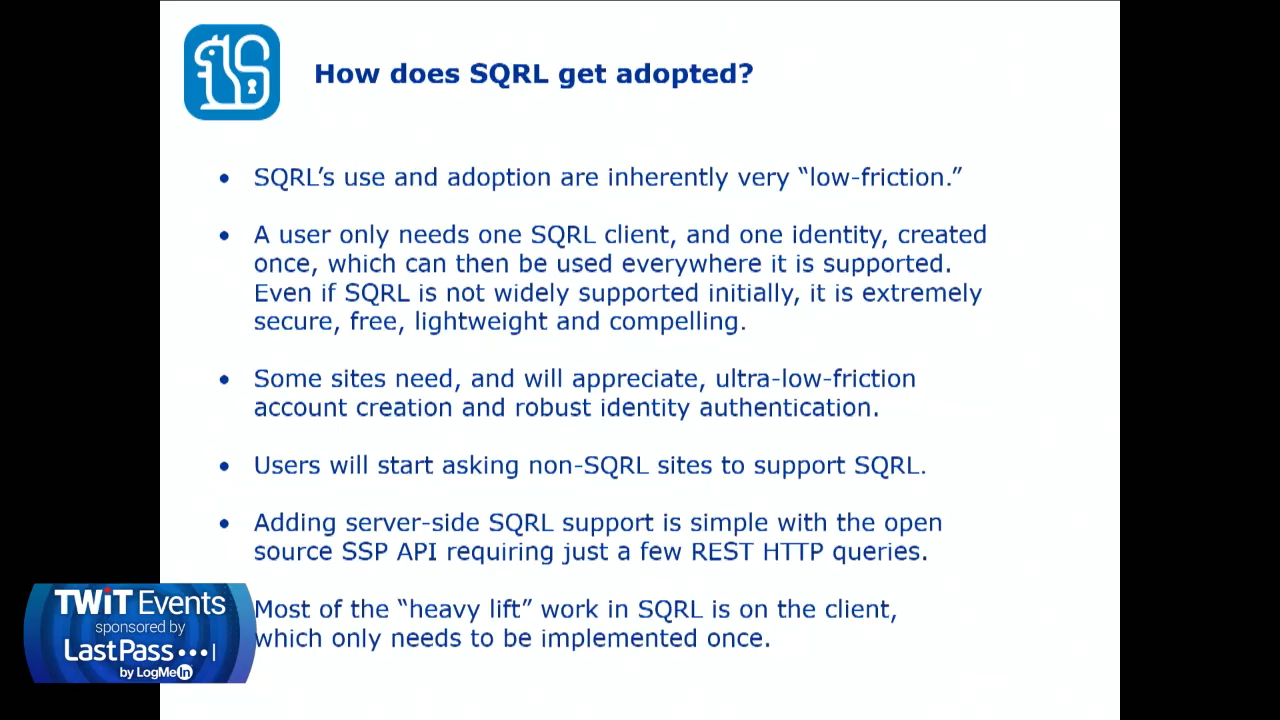 How does SQRL get adopted?
• SQRL’s use and adoption are inherently very “low-friction.”
• A user only needs one SQRL client, and one identity, created
once, which can then be used everywhere it is supported.
Even if SQRL is not widely supported initially, it is extremely
secure, free, lightweight and compelling.
• Some sites need, and will appreciate, ultra-low-friction
account creation and robust identity authentication.
• Users will start asking non-SQRL sites to support SQRL.
• Adding server-side SQRL support is simple with the open
source SSP API requiring just a few REST HTTP queries.
Most of the “heavy lift” work in SQRL is on the client,
which only needs to be implemented once.
TWiT Events
sponsored by
LastPass •••|
by LogMeIn